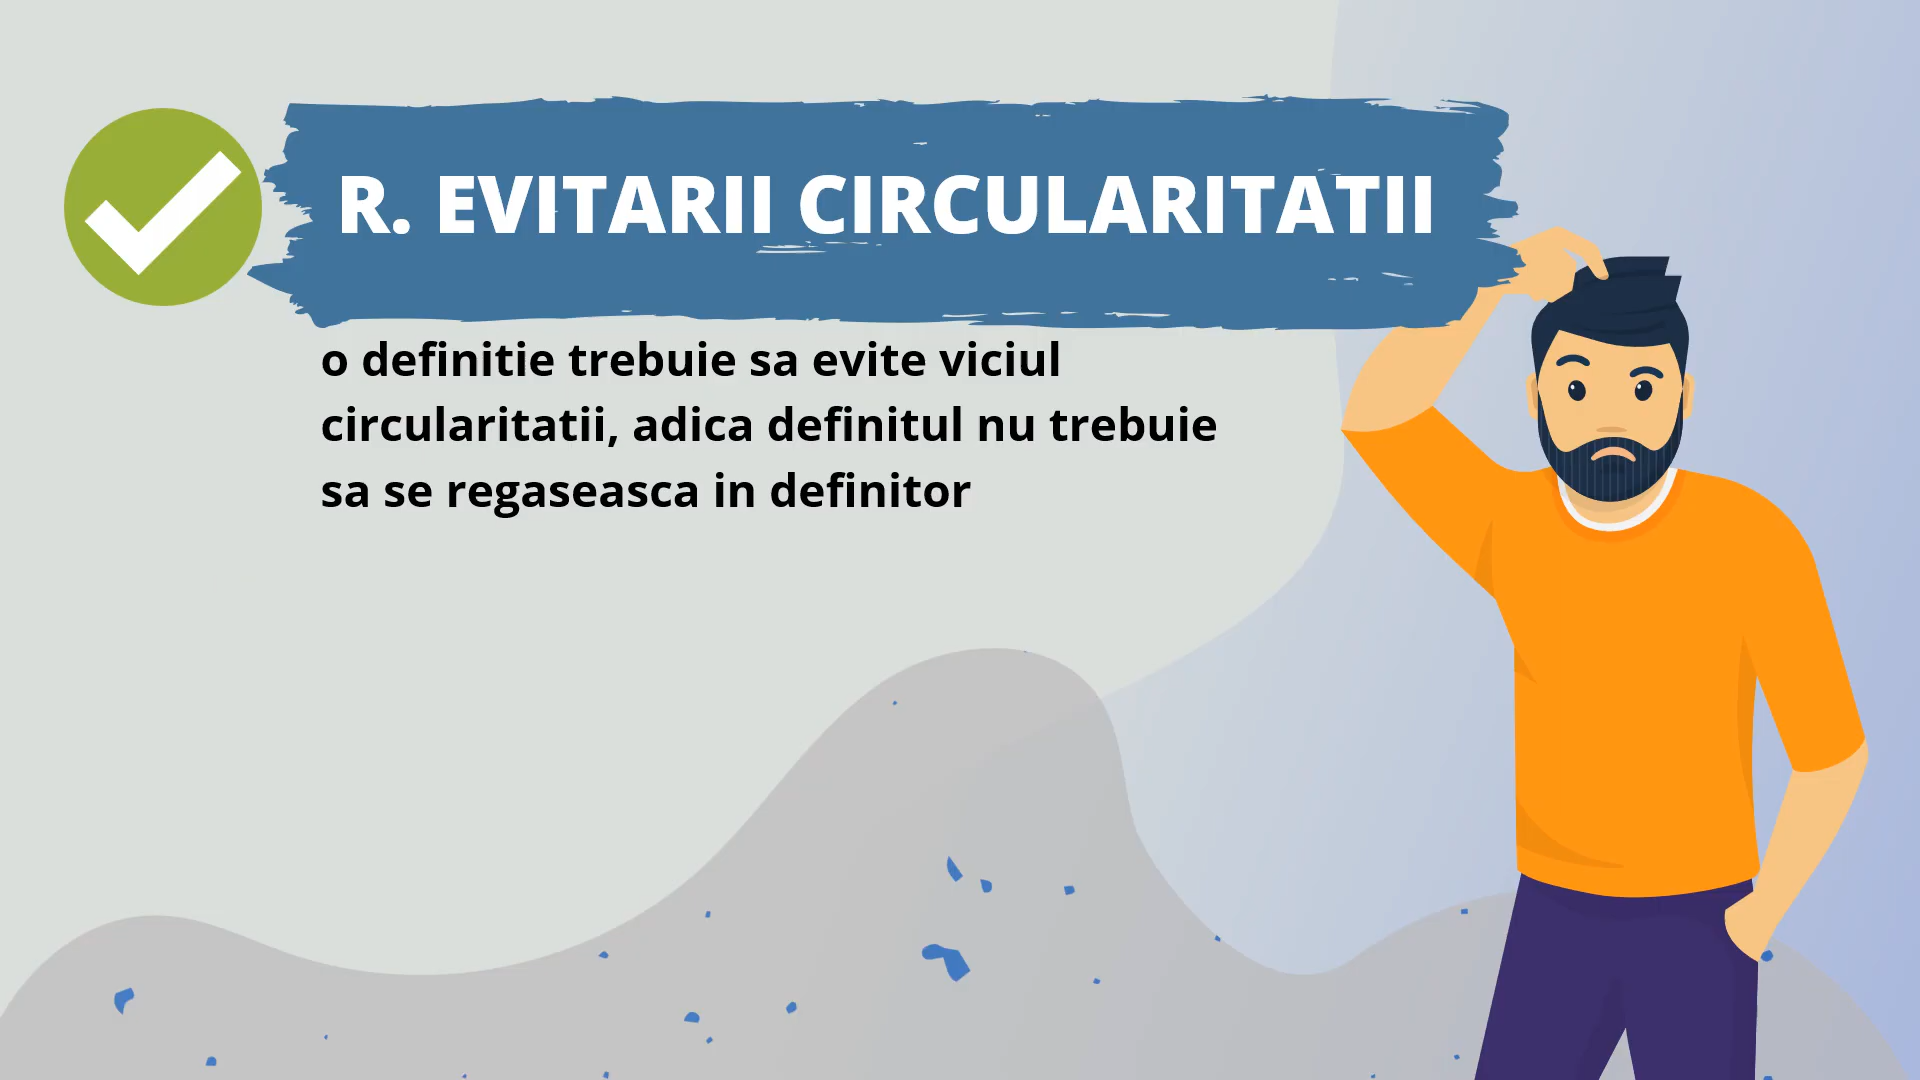 R. EVITARII CIRCULARITATII
o definitie trebuie sa evite viciul
circularitatii, adica definitul nu trebuie
sa se regaseasca in definitor